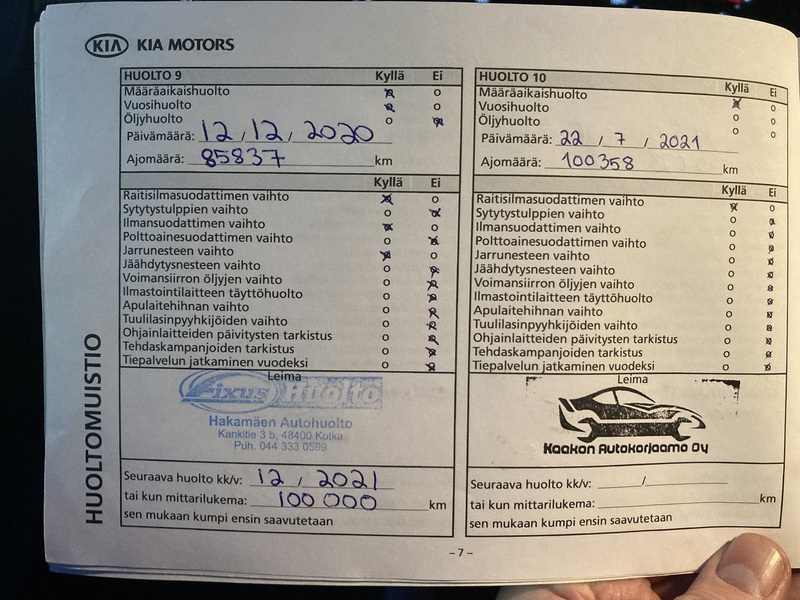 KIA KIA MOTORS
HUOLTO 9 Kyllä Ei
Määräaikaishuolto
Vuosihuolto
Öljyhuolto
Päivämäärä: 12 / 12 / 2020
Ajomäärä: 85837 km
Kyllä Ei
Raitisilmasuodattimen vaihto
Sytytystulppien vaihto
Ilmansuodattimen vaihto
Polttoainesuodattimen vaihto
Jarrunesteen vaihto
Jäähdytysnesteen vaihto
Voimansiirron öljyjen vaihto
Ilmastointilaitteen täyttöhuolto
Apulaitehihnan vaihto
Tuulilasinpyyhkijöiden vaihto
Ohjainlaitteiden päivitysten tarkistus
Tehdaskampanjoiden tarkistus
Tiepalvelun jatkaminen vuodeksi
Leima
Fixus Huolto
Hakamäen Autohuolto
Kankitie 3 b, 48400 Kotka
Puh. 044 333 0599
Seuraava huolto kk/v: 12 / 2021
tai kun mittarilukema: 100 000 km
sen mukaan kumpi ensin saavutetaan
HUOLTO 10 Kyllä Ei
Määräaikaishuolto
Vuosihuolto
Öljyhuolto
Päivämäärä: 22 / 7 / 2021
Ajomäärä: 100358 km
Kyllä Ei
Raitisilmasuodattimen vaihto
Sytytystulppien vaihto
Ilmansuodattimen vaihto
Polttoainesuodattimen vaihto
Jarrunesteen vaihto
Jäähdytysnesteen vaihto
Voimansiirron öljyjen vaihto
Ilmastointilaitteen täyttöhuolto
Apulaitehihnan vaihto
Tuulilasinpyyhkijöiden vaihto
Ohjainlaitteiden päivitysten tarkistus
Tehdaskampanjoiden tarkistus
Tiepalvelun jatkaminen vuodeksi
Leima
Kaakon Autokorjaamo Oy
Seuraava huolto kk/v: /
tai kun mittarilukema: km
sen mukaan kumpi ensin saavutetaan
HUOLTOMUISTIO
– 7 –